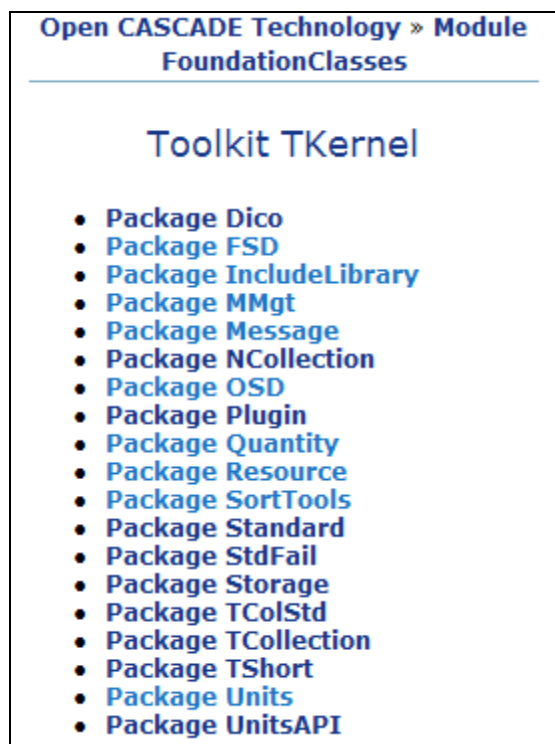 Open CASCADE Technology » Module
FoundationClasses
Toolkit TKernel
• Package Dico
• Package FSD
• Package IncludeLibrary
• Package MMgt
• Package Message
• Package NCollection
• Package OSD
• Package Plugin
• Package Quantity
• Package Resource
• Package SortTools
• Package Standard
• Package StdFail
• Package Storage
• Package TColStd
• Package TCollection
• Package TShort
• Package Units
• Package UnitsAPI